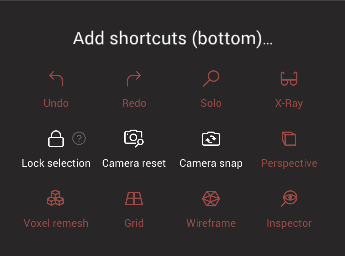 Add shortcuts (bottom)...
Undo Redo Solo X-Ray
Lock selection ? Camera reset Camera snap Perspective
Voxel remesh Grid Wireframe Inspector